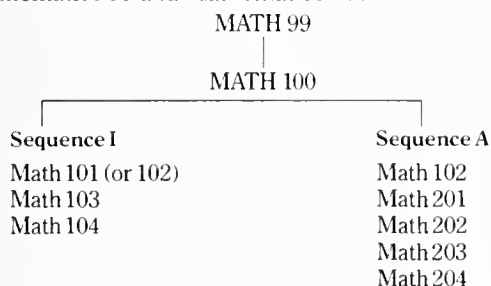 MATH 99
MATH 100
Sequence I
Math 101 (or 102)
Math 103
Math 104
Sequence A
Math 102
Math 201
Math 202
Math 203
Math 204